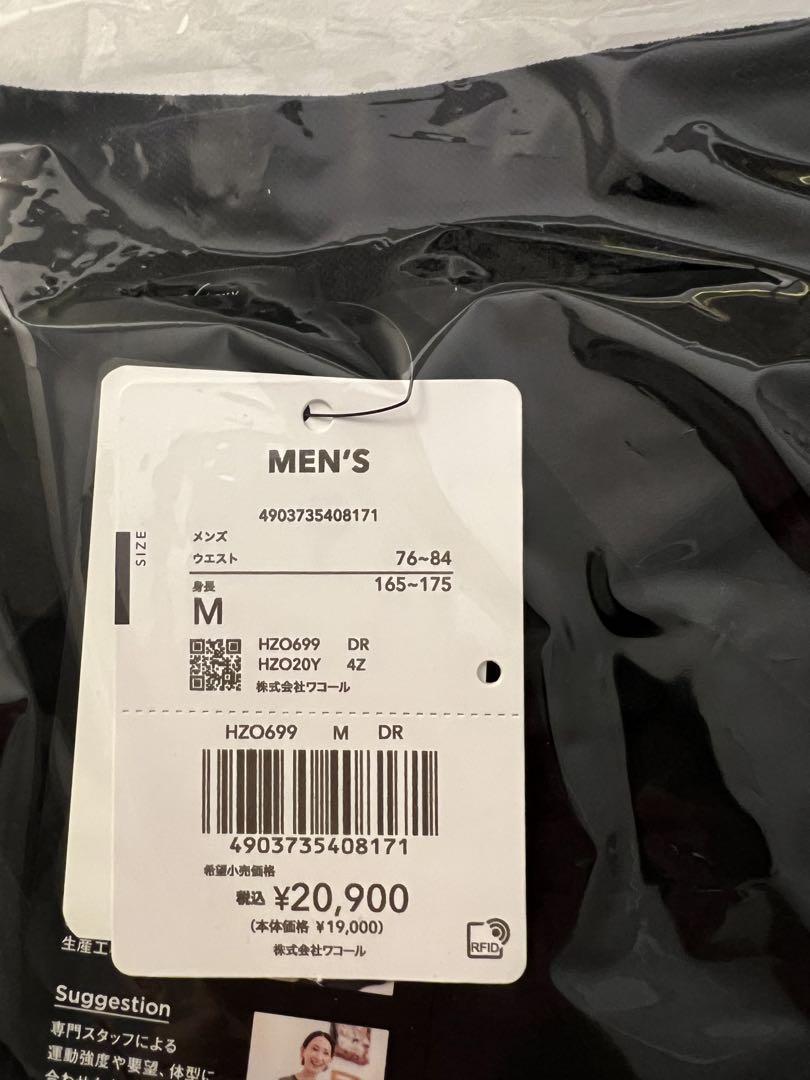 MEN'S
4903735408171
SIZE
メンズ
ウエスト 76~84
身長 165~175
M
HZO699 DR
HZO20Y 4Z
株式会社ワコール
HZO699 M DR
4903735408171
希望小売価格
税込 ¥20,900
(本体価格 ¥19,000)
株式会社ワコール
RFID
生産工
Suggestion
専門スタッフによる
運動強度や要望、体型に